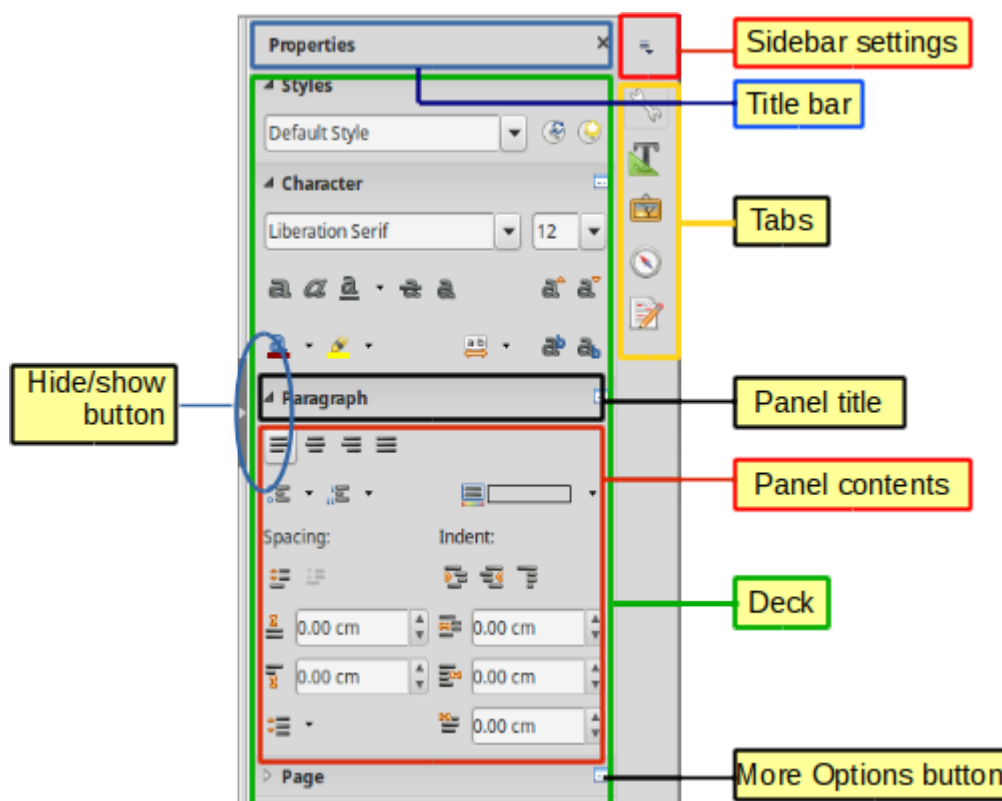 Properties
Sidebar settings
Styles
Title bar
Default Style
Character
Tabs
Liberation Serif
12
Hide/show
button
Paragraph
Panel title
Panel contents
Spacing:
Indent:
Deck
0.00 cm
0.00 cm
0.00 cm
0.00 cm
0.00 cm
Page
More Options button